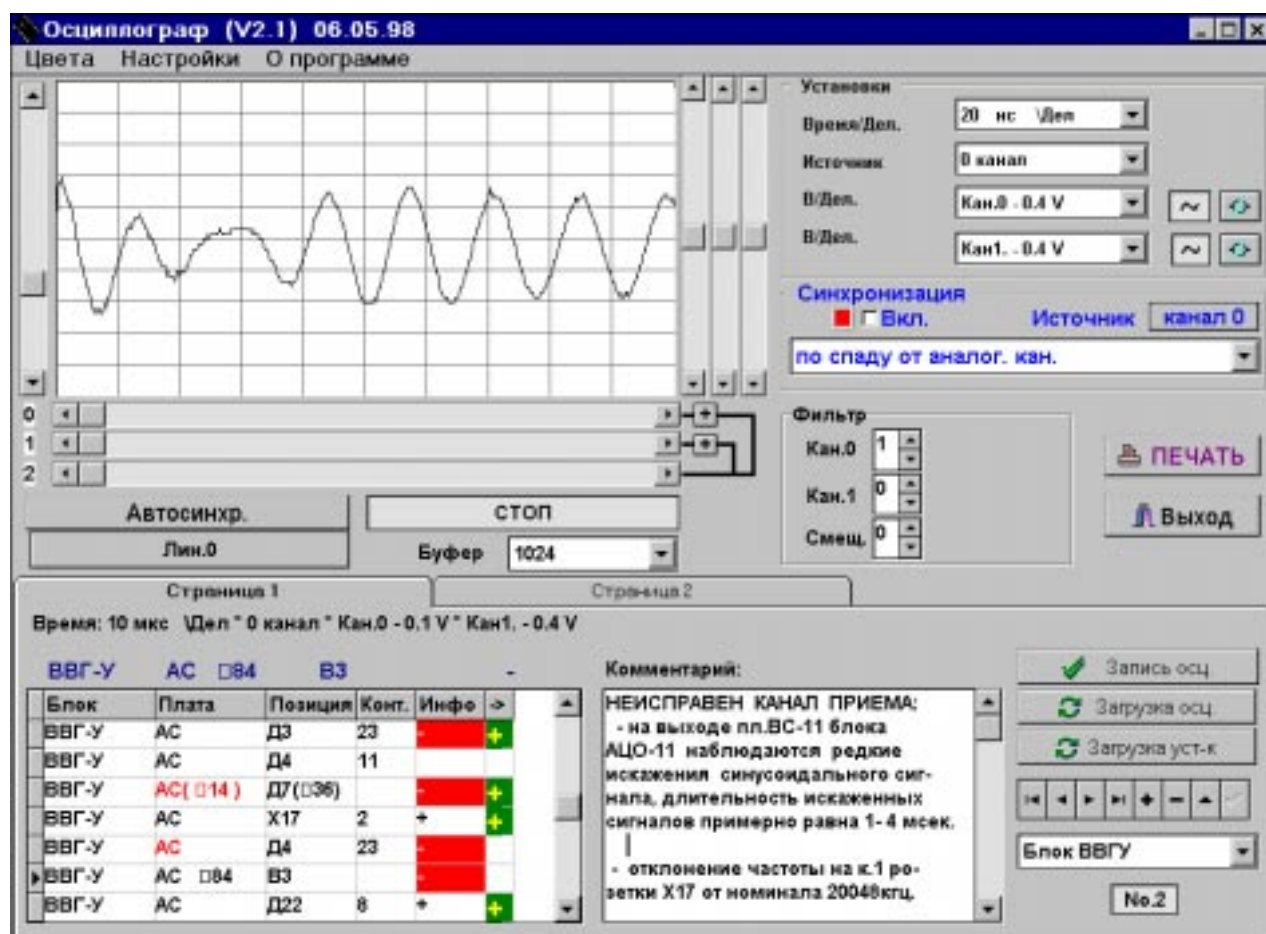 Осциллограф (V2.1) 06.05.98
Цвета Настройки О программе
Установки
Время/Дел. 20 нс \Дел
Источник 0 канал
В/Дел. Кан.0 - 0.4 V
В/Дел. Кан1. - 0.4 V
Синхронизация
Вкл. Источник канал 0
по спаду от аналог. кан.
0
1
2
Фильтр
Кан.0 1
Кан.1 0
Смещ. 0
ПЕЧАТЬ
Выход
Автосинхр. СТОП
Лин.0 Буфер 1024
Страница 1 Страница 2
Время: 10 мкс \Дел * 0 канал * Кан.0 - 0.1 V * Кан1. - 0.4 V
ВВГ-У АС □84 В3 -
Блок Плата Позиция Конт. Инфо ->
ВВГ-У АС Д3 23 - +
ВВГ-У АС Д4 11
ВВГ-У АС( □14 ) Д7(□36) - +
ВВГ-У АС Х17 2 + +
ВВГ-У АС Д4 23 -
ВВГ-У АС □84 В3 -
ВВГ-У АС Д22 8 + +
Комментарий:
НЕИСПРАВЕН КАНАЛ ПРИЕМА;
- на выходе пл.ВС-11 блока
АЦО-11 наблюдаются редкие
искажения синусоидального сиг-
нала, длительность искаженных
сигналов примерно равна 1- 4 мсек.
- отклонение частоты на к.1 ро-
зетки Х17 от номинала 20048кгц,
Запись осц
Загрузка осц
Загрузка уст-к
Блок ВВГУ
No.2